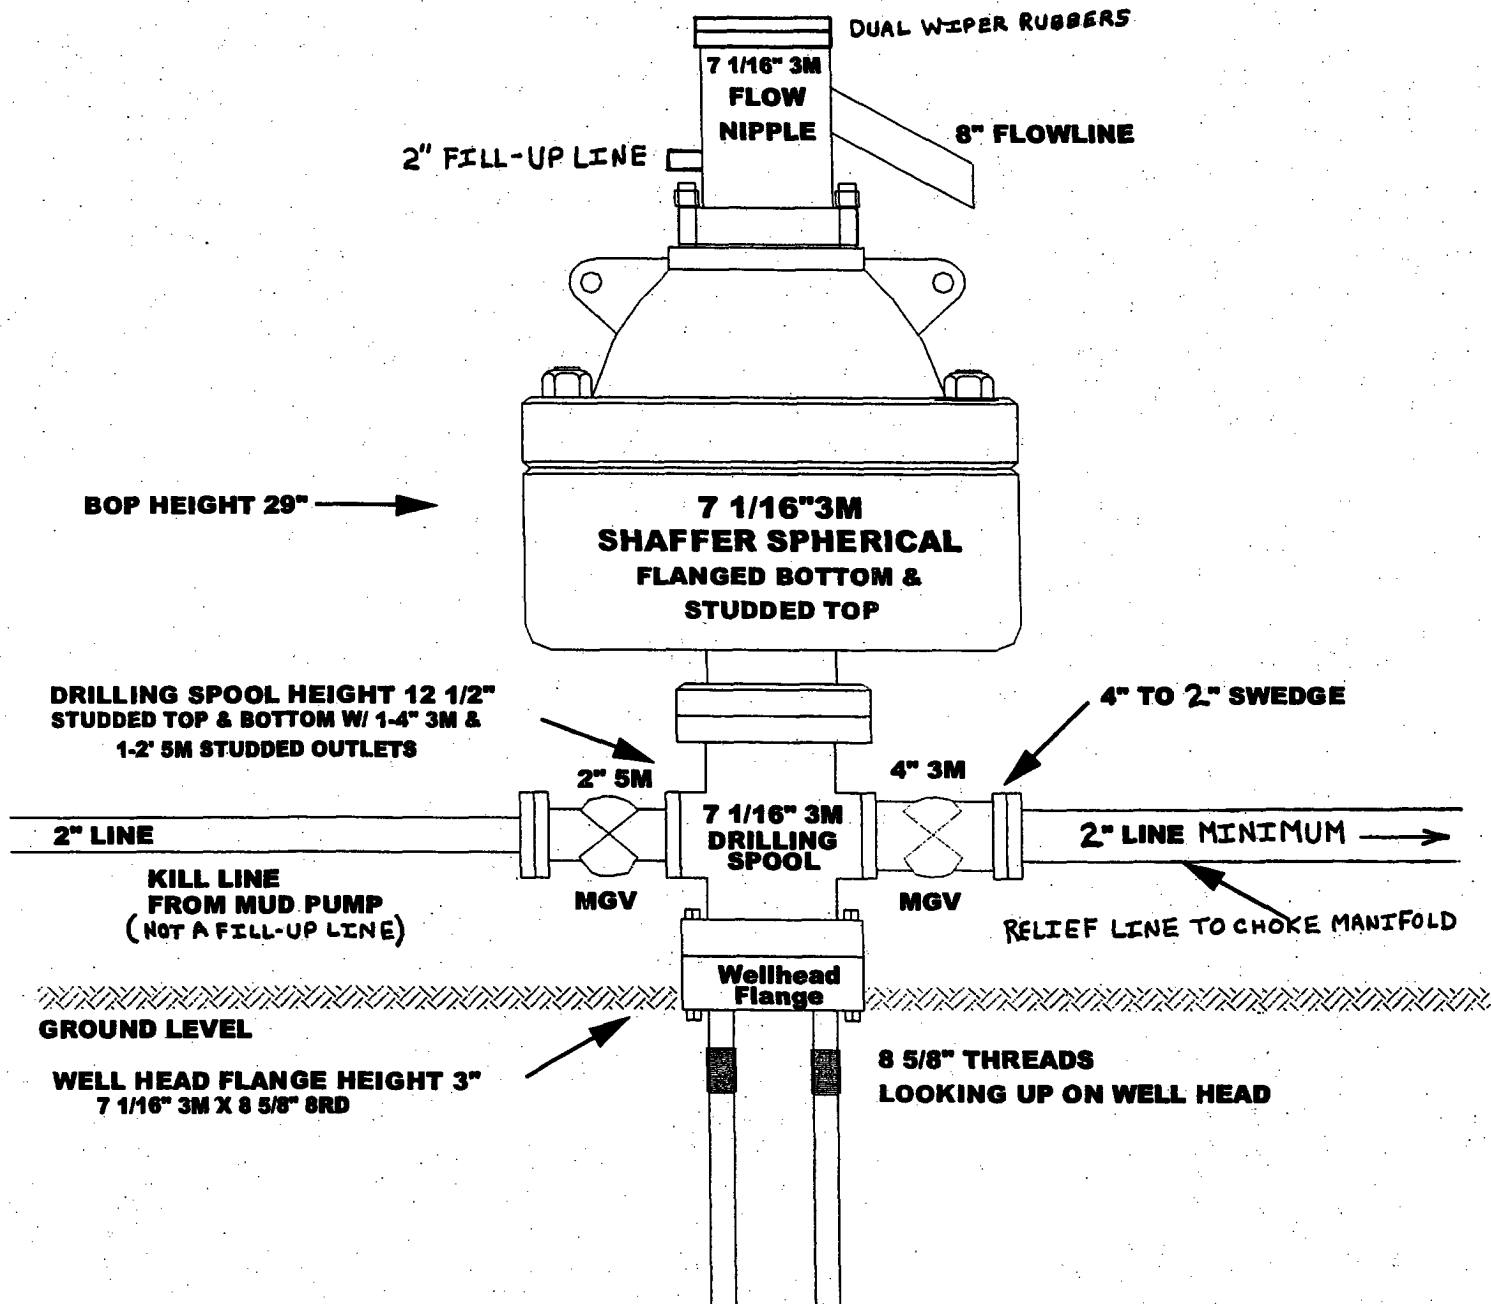 DUAL WIPER RUBBERS
7 1/16" 3M
FLOW
NIPPLE
8" FLOWLINE
2" FILL-UP LINE
BOP HEIGHT 29"
7 1/16"3M
SHAFFER SPHERICAL
FLANGED BOTTOM &
STUDDED TOP
DRILLING SPOOL HEIGHT 12 1/2"
STUDDED TOP & BOTTOM W/ 1-4" 3M &
1-2' 5M STUDDED OUTLETS
4" TO 2" SWEDGE
2" 5M
4" 3M
7 1/16" 3M
DRILLING
SPOOL
2" LINE
2" LINE MINIMUM
KILL LINE
FROM MUD PUMP
(NOT A FILL-UP LINE)
MGV
MGV
RELIEF LINE TO CHOKE MANIFOLD
Wellhead
Flange
GROUND LEVEL
WELL HEAD FLANGE HEIGHT 3"
7 1/16" 3M X 8 5/8" 8RD
8 5/8" THREADS
LOOKING UP ON WELL HEAD